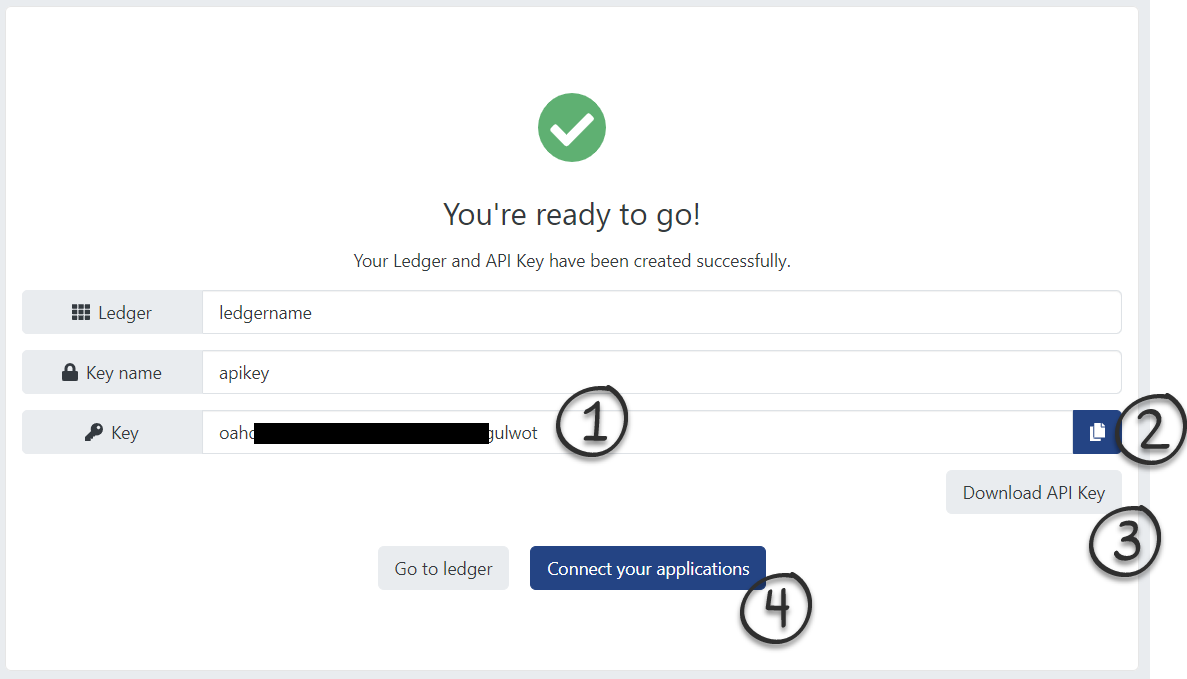 You're ready to go!
Your Ledger and API Key have been created successfully.
Ledger ledgername
Key name apikey
Key oahc gulwot 1
2
Download API Key
3
Go to ledger Connect your applications
4